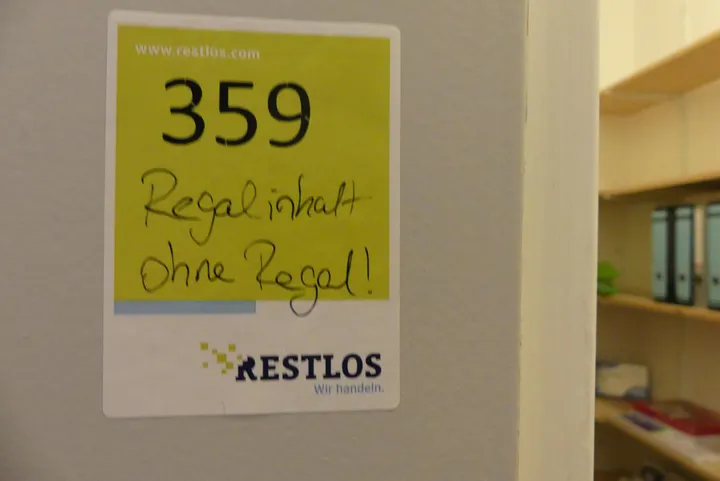 www.restlos.com
359
Regalinhalt
ohne Regal!
RESTLOS
Wir handeln.